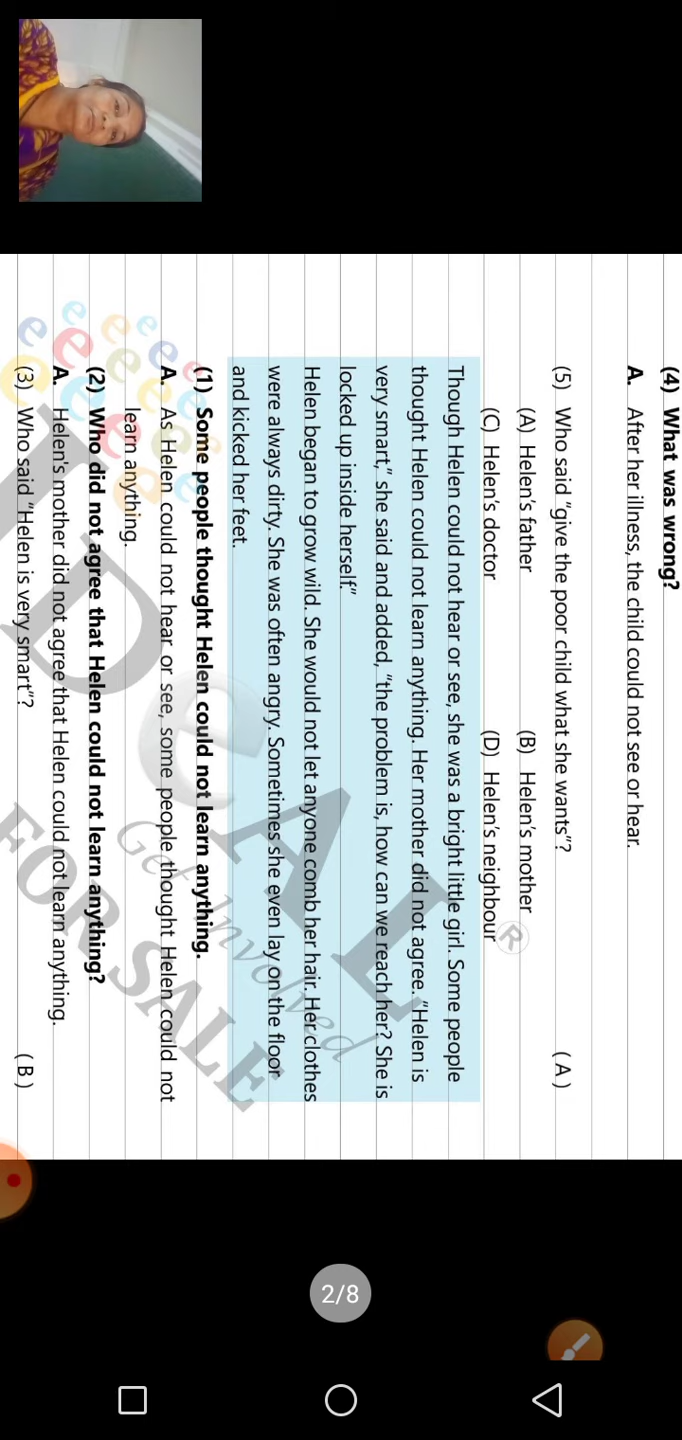 (4) What was wrong?
A. After her illness, the child could not see or hear.
(5) Who said "give the poor child what she wants"? ( A )
(A) Helen's father (B) Helen's mother
(C) Helen's doctor (D) Helen's neighbour
Though Helen could not hear or see, she was a bright little girl. Some people
thought Helen could not learn anything. Her mother did not agree. "Helen is
very smart," she said and added, "the problem is, how can we reach her? She is
locked up inside herself."
Helen began to grow wild. She would not let anyone comb her hair. Her clothes
were always dirty. She was often angry. Sometimes she even lay on the floor
and kicked her feet.
(1) Some people thought Helen could not learn anything.
A. As Helen could not hear or see, some people thought Helen could not
learn anything.
(2) Who did not agree that Helen could not learn anything?
A. Helen's mother did not agree that Helen could not learn anything.
(3) Who said "Helen is very smart"? ( B )
IDeAL ®
Get Involved
FOR SALE
2/8